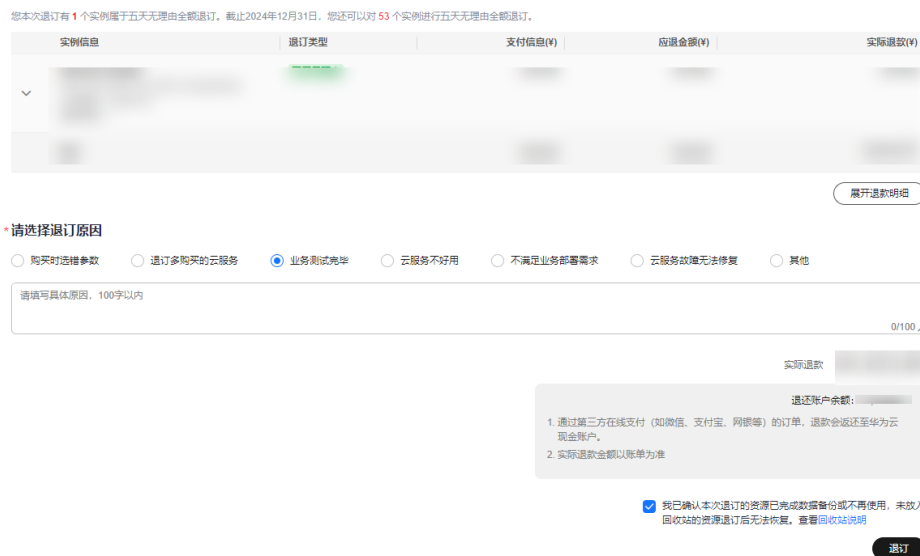 您本次退订有 1 个实例属于五天无理由全额退订。截止2024年12月31日，您还可以对 53 个实例进行五天无理由全额退订。
实例信息 退订类型 支付信息(¥) 应退金额(¥) 实际退款(¥)
展开退款明细
*请选择退订原因
购买时选错参数 退订多购买的云服务 业务测试完毕 云服务不好用 不满足业务部署需求 云服务故障无法修复 其他
请填写具体原因，100字以内
0/100
实际退款
退还账户余额：
1. 通过第三方在线支付（如微信、支付宝、网银等）的订单，退款会返还至华为云
现金账户。
2. 实际退款金额以账单为准
我已确认本次退订的资源已完成数据备份或不再使用，未放入
回收站的资源退订后无法恢复。查看回收站说明
退订